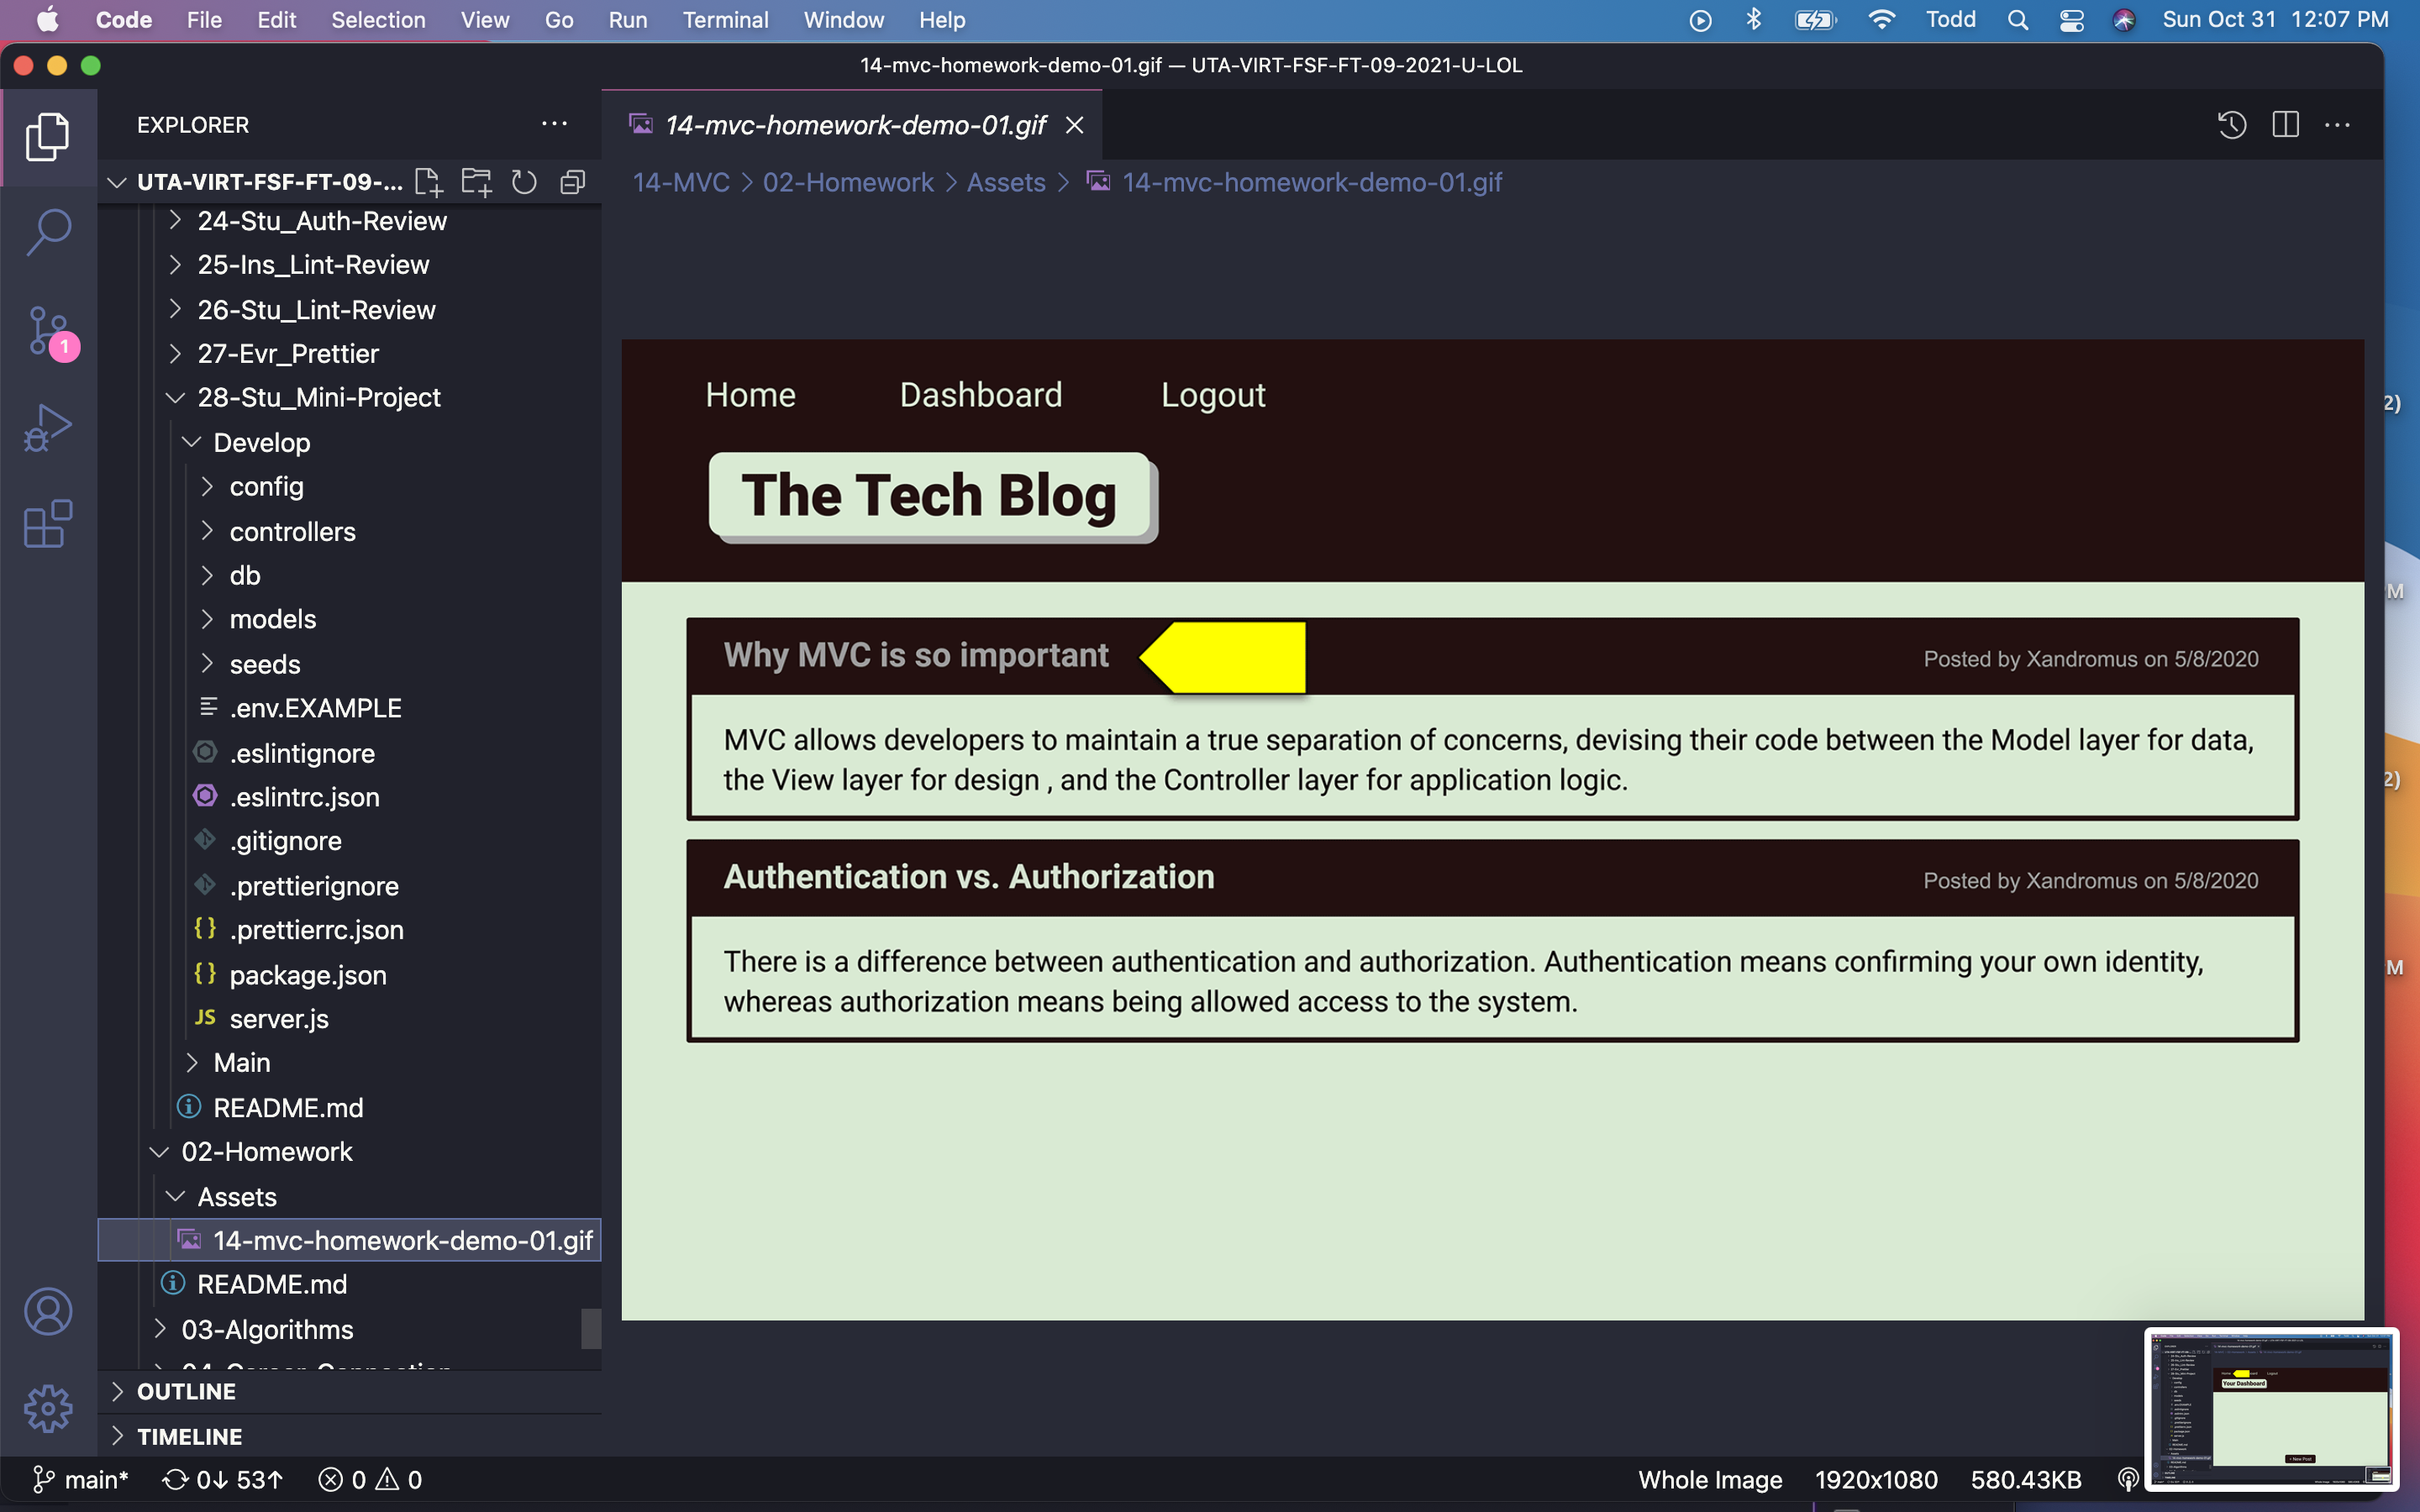 Code File Edit Selection View Go Run Terminal Window Help Todd Sun Oct 31 12:07 PM
14-mvc-homework-demo-01.gif — UTA-VIRT-FSF-FT-09-2021-U-LOL
EXPLORER
14-mvc-homework-demo-01.gif
UTA-VIRT-FSF-FT-09-...
14-MVC > 02-Homework > Assets > 14-mvc-homework-demo-01.gif
24-Stu_Auth-Review
25-Ins_Lint-Review
26-Stu_Lint-Review
1
27-Evr_Prettier
28-Stu_Mini-Project
Develop
config
controllers
db
models
seeds
.env.EXAMPLE
.eslintignore
.eslintrc.json
.gitignore
.prettierignore
{} .prettierrc.json
{} package.json
JS server.js
Main
README.md
02-Homework
Assets
14-mvc-homework-demo-01.gif
README.md
03-Algorithms
OUTLINE
TIMELINE
Home Dashboard Logout
The Tech Blog
Why MVC is so important
Posted by Xandromus on 5/8/2020
MVC allows developers to maintain a true separation of concerns, devising their code between the Model layer for data,
the View layer for design , and the Controller layer for application logic.
Authentication vs. Authorization
Posted by Xandromus on 5/8/2020
There is a difference between authentication and authorization. Authentication means confirming your own identity,
whereas authorization means being allowed access to the system.
2)
PM
2)
M
Your Dashboard
main* 0↓ 53↑ 0 0 Whole Image 1920x1080 580.43KB